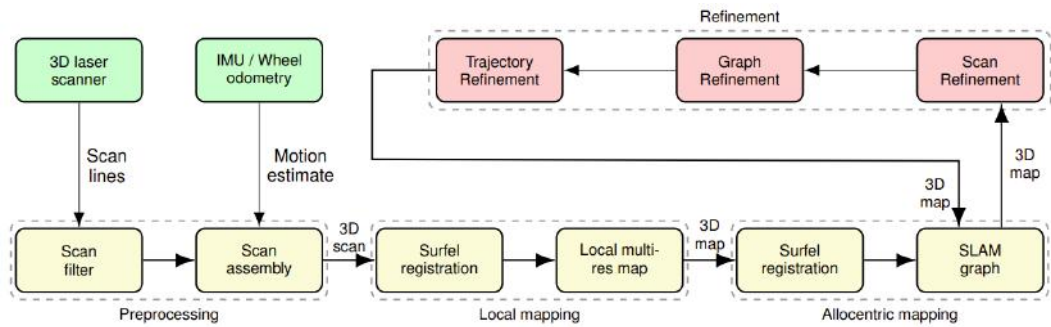 Refinement
3D laser
scanner
IMU / Wheel
odometry
Trajectory
Refinement
Graph
Refinement
Scan
Refinement
Scan
lines
Motion
estimate
3D
map
3D
map
3D
scan
3D
map
Scan
filter
Scan
assembly
Surfel
registration
Local multi-
res map
Surfel
registration
SLAM
graph
Preprocessing
Local mapping
Allocentric mapping